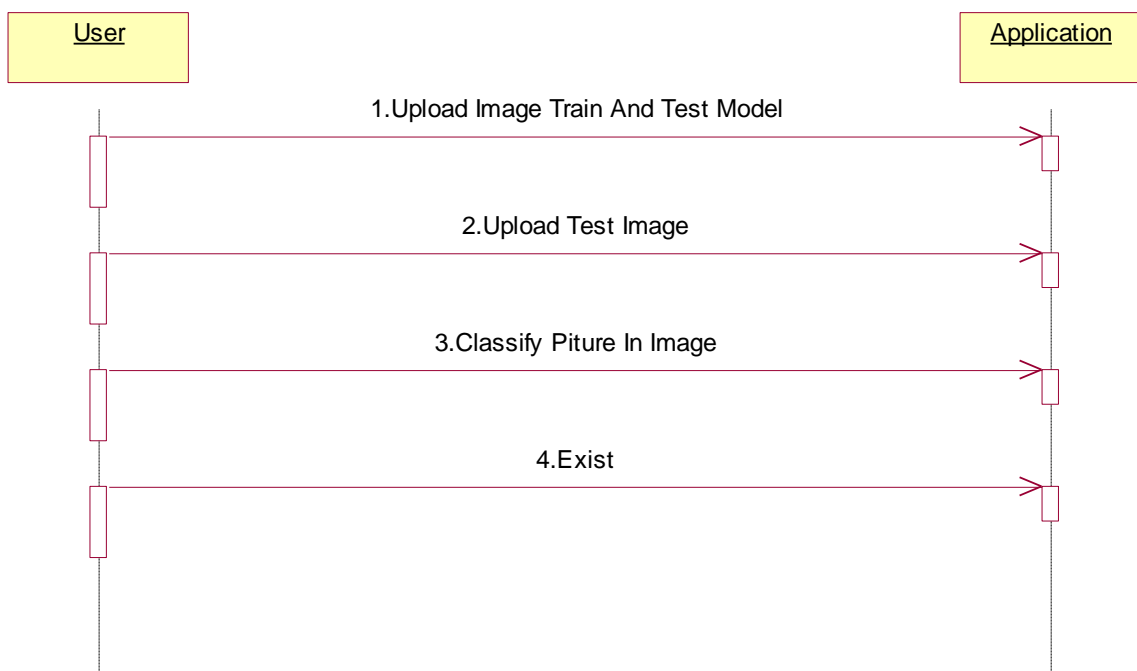 User
Application
1.Upload Image Train And Test Model
2.Upload Test Image
3.Classify Piture In Image
4.Exist